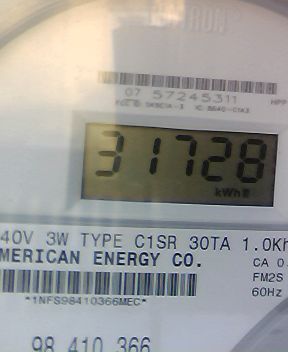 07 57245311
31728
kWh
40V 3W TYPE C1SR 30TA 1.0Kh
MERICAN ENERGY CO.
CA 0.
FM2S
60Hz
*1NFS98410366MEC*
98 410 366